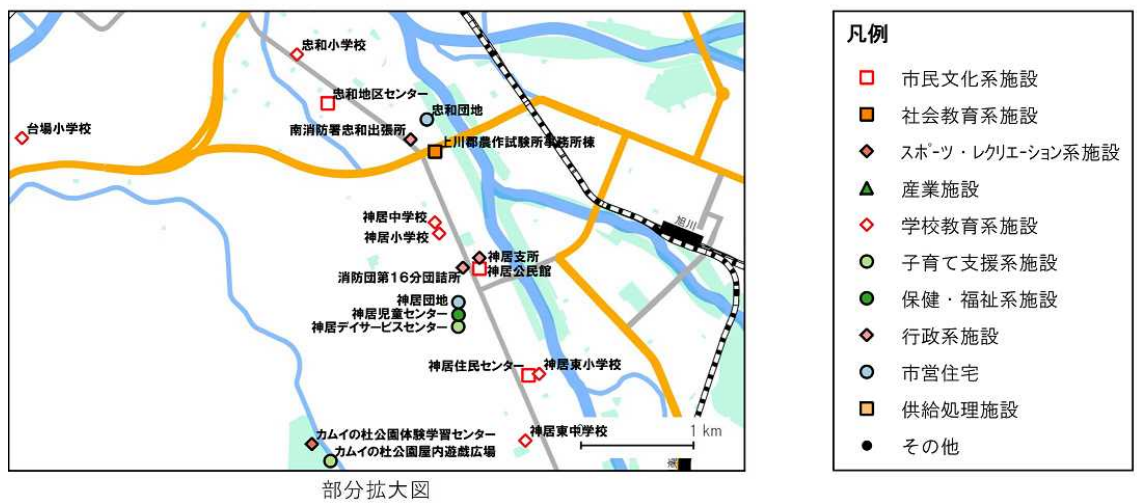 忠和小学校
忠和地区センター
忠和団地
台場小学校
南消防署忠和出張所
上川郡農作試験所事務所棟
神居中学校
神居小学校
旭川
神居支所
消防団第16分団詰所
神居公民館
神居団地
神居児童センター
神居デイサービスセンター
神居住民センター
神居東小学校
神居東中学校
1 km
カムイの杜公園体験学習センター
カムイの杜公園屋内遊戯広場
部分拡大図
凡例
市民文化系施設
社会教育系施設
スポーツ・レクリエーション系施設
産業施設
学校教育系施設
子育て支援系施設
保健・福祉系施設
行政系施設
市営住宅
供給処理施設
その他